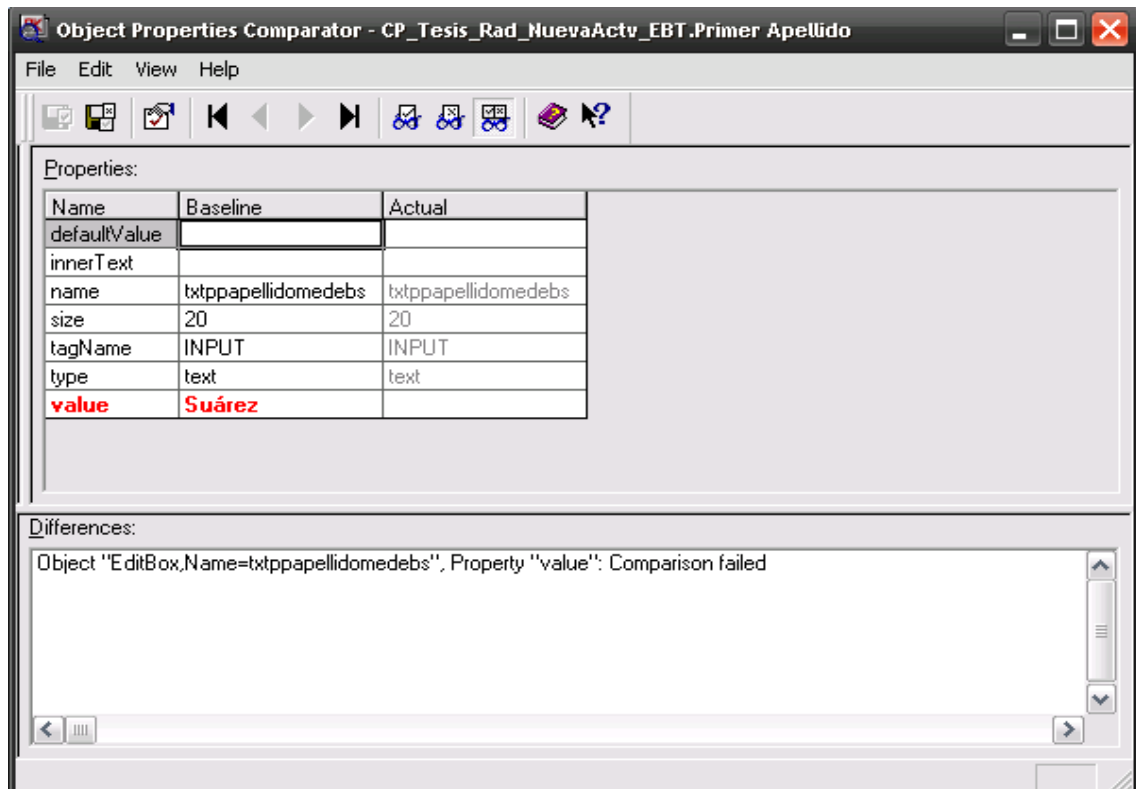 Object Properties Comparator - CP_Tesis_Rad_NuevaActv_EBT.Primer Apellido
File Edit View Help
Properties:
Name Baseline Actual
defaultValue
innerText
name txtppapellidomedebs txtppapellidomedebs
size 20 20
tagName INPUT INPUT
type text text
value Suárez
Differences:
Object "EditBox,Name=txtppapellidomedebs", Property "value": Comparison failed